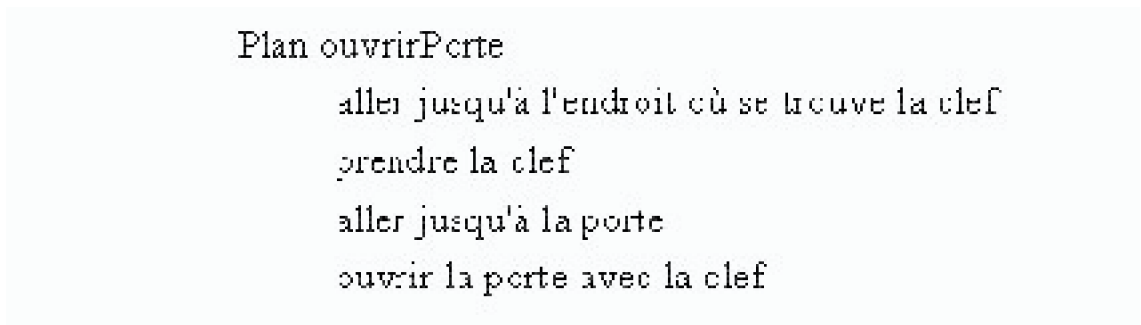 Plan ouvrirPorte
aller jusqu'à l'endroit où se trouve la clef
prendre la clef
aller jusqu'à la porte
ouvrir la porte avec la clef